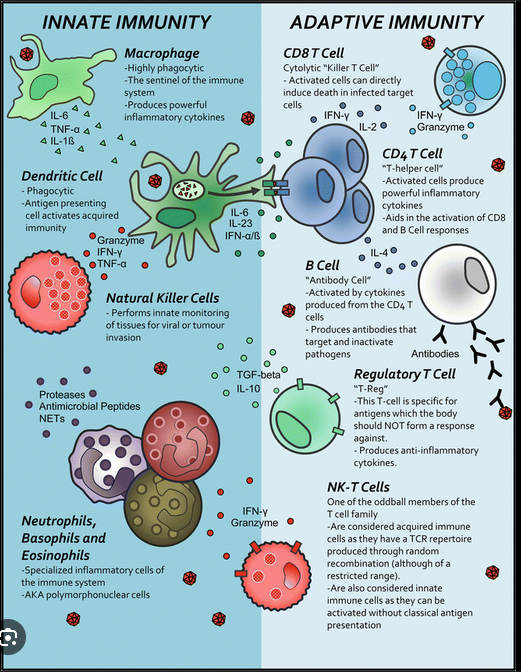 INNATE IMMUNITY
Macrophage
-Highly phagocytic
-The sentinel of the immune
system
-Produces powerful
inflammatory cytokines
IL-6
TNF-α
IL-1ß
Dendritic Cell
- Phagocytic
-Antigen presenting
cell activates acquired
immunity
IL-6
IL-23
IFN-α/ß
Granzyme
IFN-γ
TNF-α
Natural Killer Cells
- Performs innate monitoring
of tissues for viral or tumour
invasion
Proteases
Antimicrobial Peptides
NETs
Neutrophils,
Basophils and
Eosinophils
-Specialized inflammatory cells of
the immune system
-AKA polymorphonuclear cells
ADAPTIVE IMMUNITY
CD8 T Cell
Cytolytic “Killer T Cell”
- Activated cells can directly
induce death in infected target
cells
IFN-γ
Granzyme
IFN-γ
IL-2
CD4 T Cell
“T-helper cell”
-Activated cells produce
powerful inflammatory
cytokines
-Aids in the activation of CD8
and B Cell responses
IL-4
B Cell
“Antibody Cell”
-Activated by cytokines
produced from the CD4 T
cells
- Produces antibodies that
target and inactivate
pathogens
Antibodies
TGF-beta
IL-10
Regulatory T Cell
“T-Reg”
-This T-cell is specific for
antigens which the body
should NOT form a response
against.
- Produces anti-inflammatory
cytokines.
IFN-γ
Granzyme
NK-T Cells
One of the oddball members of the
T cell family
-Are considered acquired immune
cells as they have a TCR repertoire
produced through random
recombination (although of a
restricted range).
-Are also considered innate
immune cells as they can be
activated without classical antigen
presentation